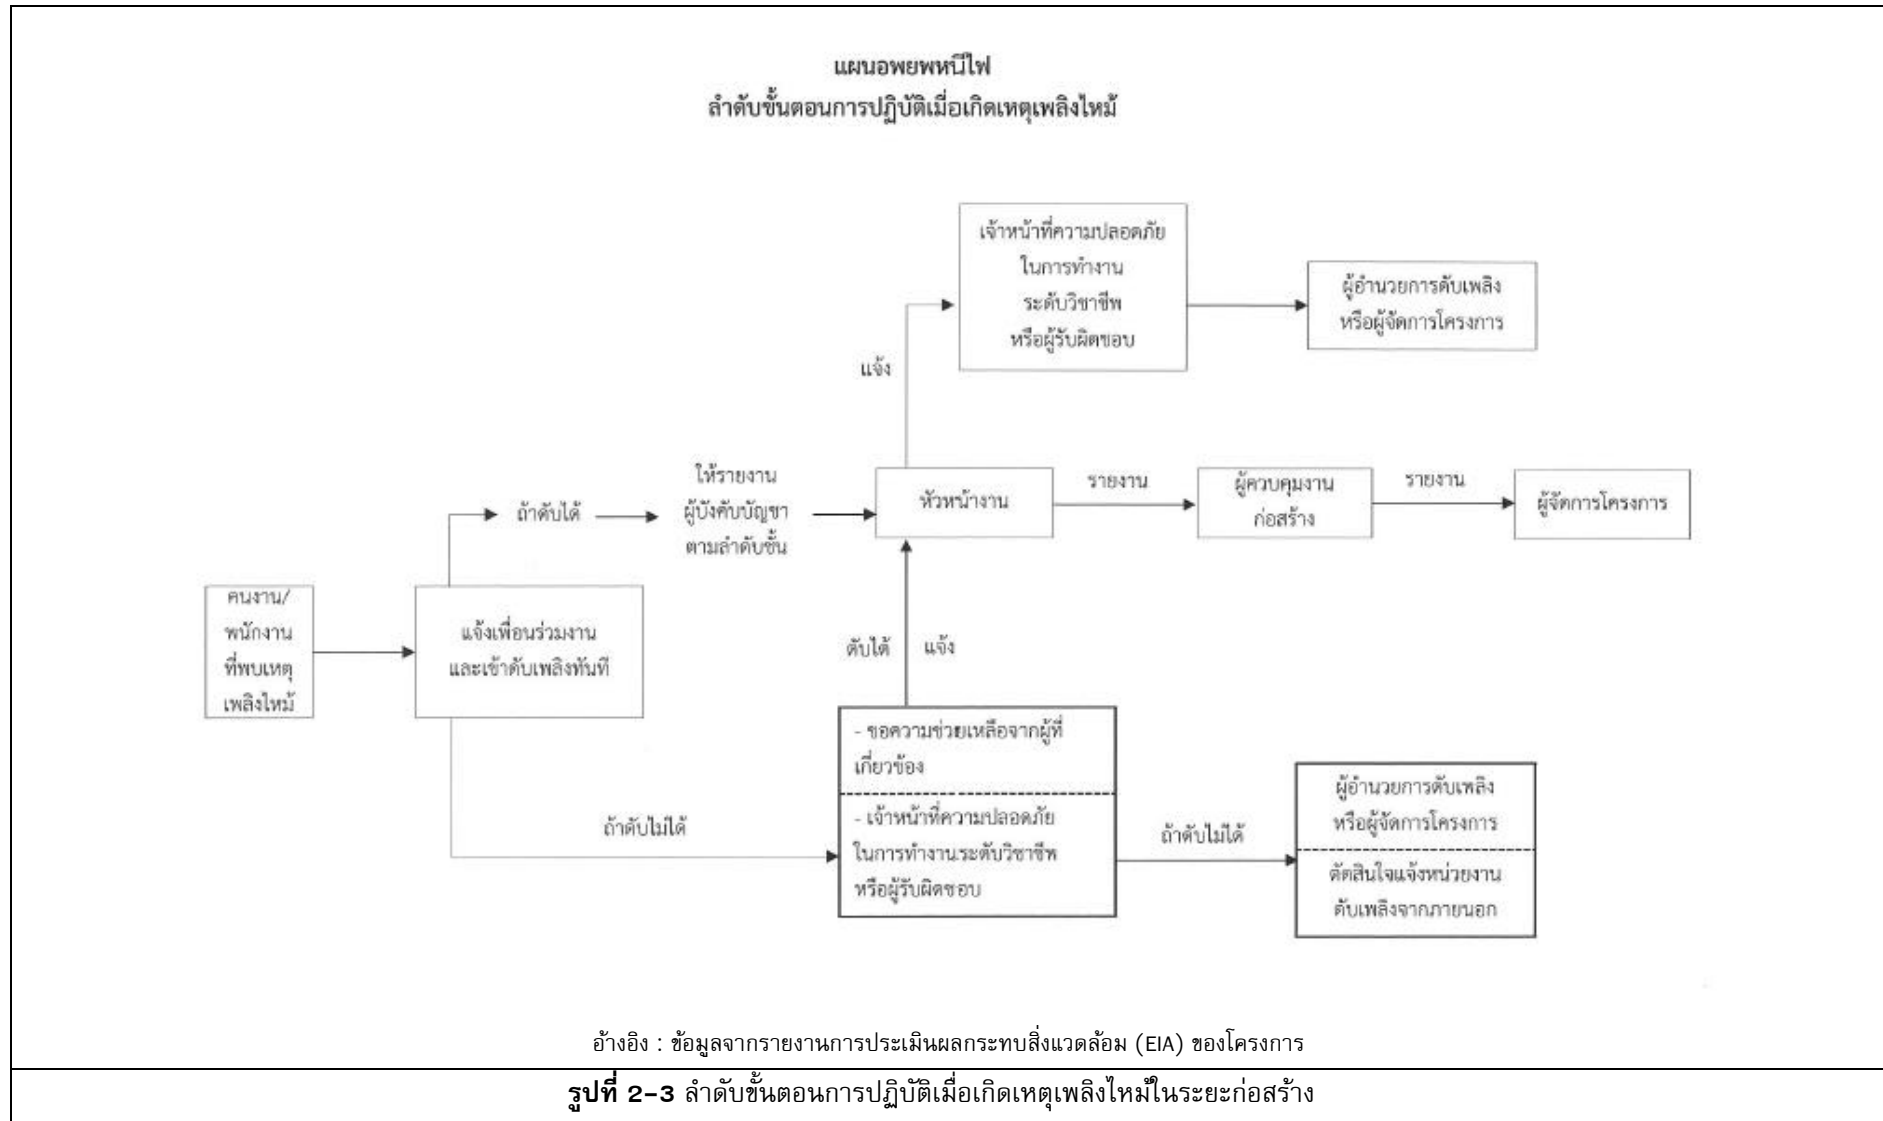 แผนอพยพหนีไฟ
ลำดับขั้นตอนการปฏิบัติเมื่อเกิดเหตุเพลิงไหม้
เจ้าหน้าที่ความปลอดภัย
ในการทำงาน
ระดับวิชาชีพ
หรือผู้รับผิดชอบ
ผู้อำนวยการดับเพลิง
หรือผู้จัดการโครงการ
แจ้ง
ถ้าดับได้
ให้รายงาน
ผู้บังคับบัญชา
ตามลำดับชั้น
หัวหน้างาน
รายงาน
ผู้ควบคุมงาน
ก่อสร้าง
รายงาน
ผู้จัดการโครงการ
คนงาน/
พนักงาน
ที่พบเหตุ
เพลิงไหม้
แจ้งเพื่อนร่วมงาน
และเข้าดับเพลิงทันที
ดับได้
แจ้ง
ถ้าดับไม่ได้
- ขอความช่วยเหลือจากผู้ที่
เกี่ยวข้อง
- เจ้าหน้าที่ความปลอดภัย
ในการทำงานระดับวิชาชีพ
หรือผู้รับผิดชอบ
ถ้าดับไม่ได้
ผู้อำนวยการดับเพลิง
หรือผู้จัดการโครงการ
ตัดสินใจแจ้งหน่วยงาน
ดับเพลิงจากภายนอก
อ้างอิง : ข้อมูลจากรายงานการประเมินผลกระทบสิ่งแวดล้อม (EIA) ของโครงการ
รูปที่ 2-3 ลำดับขั้นตอนการปฏิบัติเมื่อเกิดเหตุเพลิงไหม้ในระยะก่อสร้าง